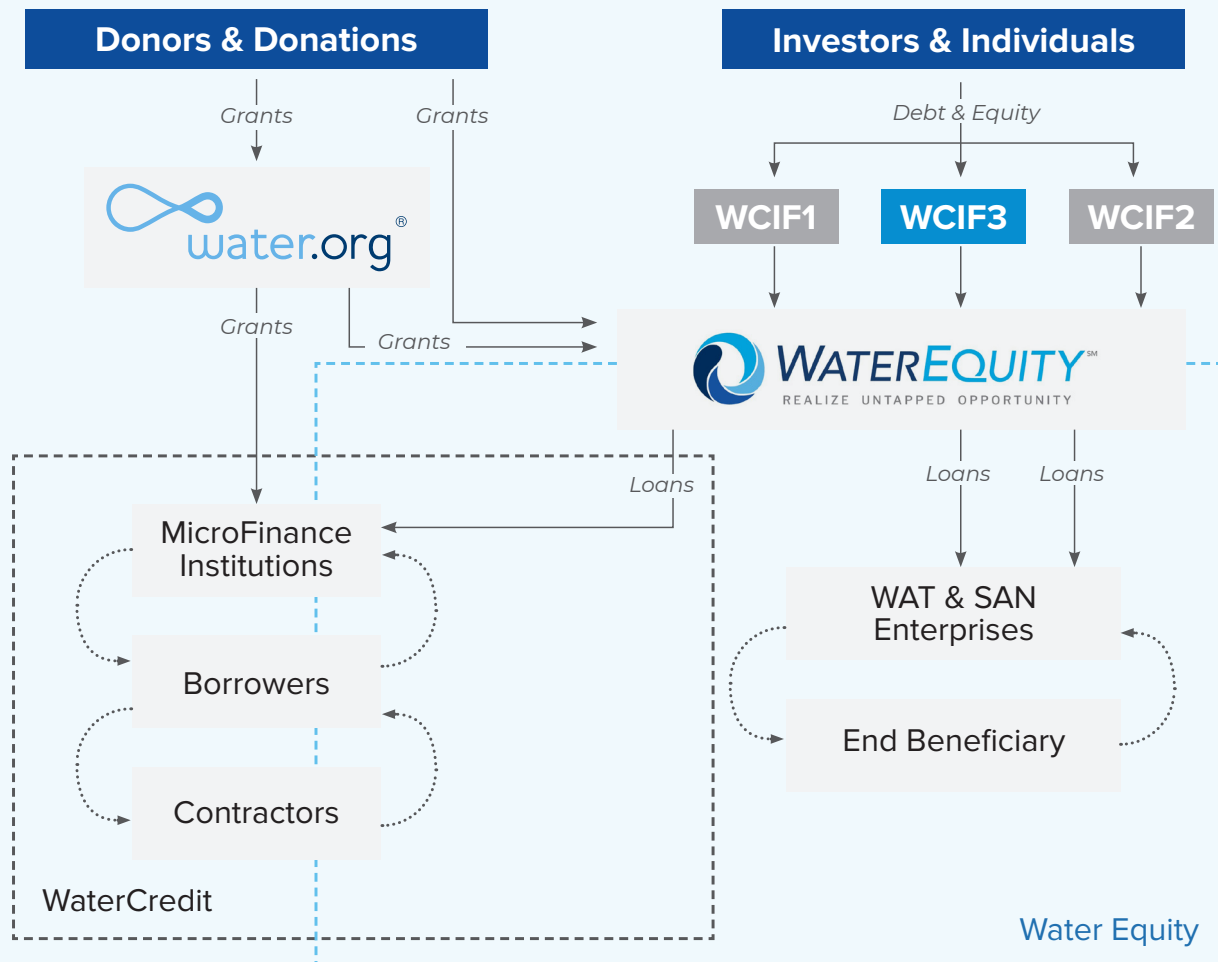 Donors & Donations
Investors & Individuals
Grants
Grants
Debt & Equity
water.org®
WCIF1
WCIF3
WCIF2
Grants
Grants
WATEREQUITY℠
REALIZE UNTAPPED OPPORTUNITY
Loans
Loans
Loans
MicroFinance
Institutions
WAT & SAN
Enterprises
Borrowers
End Beneficiary
Contractors
WaterCredit
Water Equity